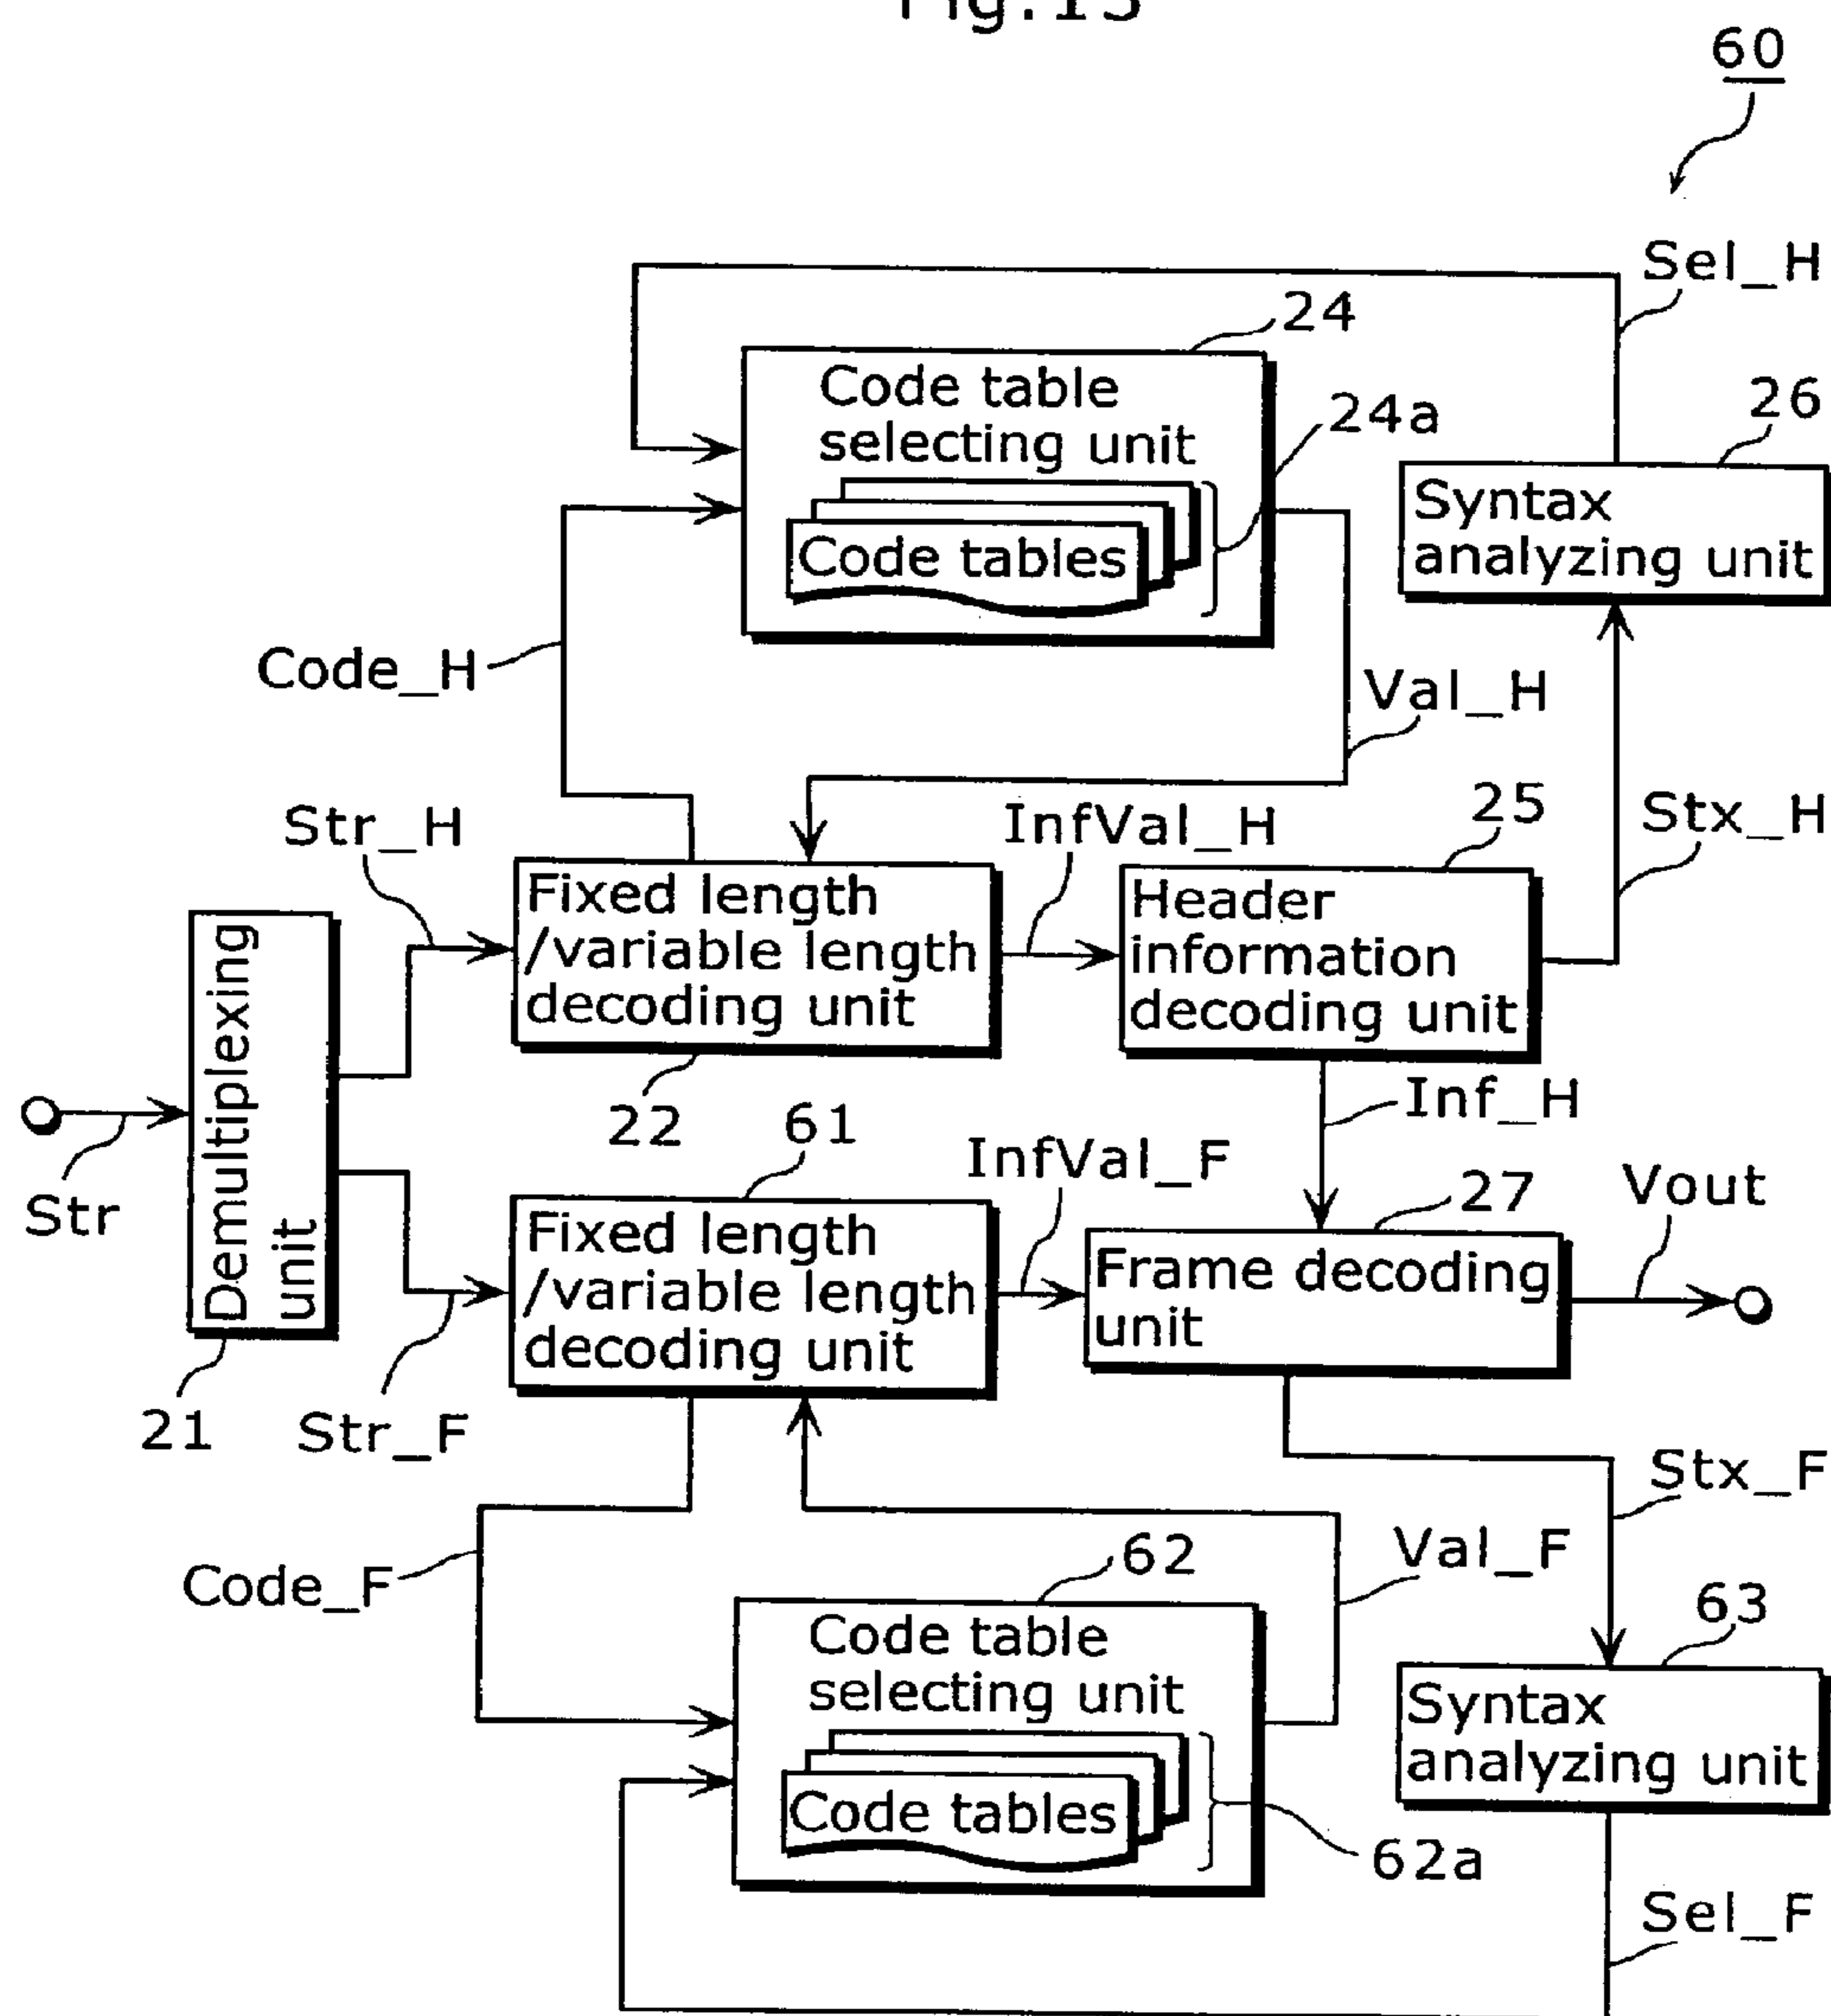 Fig.13
60
Sel_H
24
Code table
selecting unit
24a
26
Code tables
Syntax
analyzing unit
Code_H
Val_H
Str_H
InfVal_H
25
Stx_H
Fixed length
/variable length
decoding unit
Header
information
decoding unit
Demultiplexing
unit
22
61
Inf_H
InfVal_F
Str
27
Vout
Fixed length
/variable length
decoding unit
Frame decoding
unit
21
Str_F
Stx_F
Code_F
62
Val_F
63
Code table
selecting unit
Code tables
Syntax
analyzing unit
62a
Sel_F